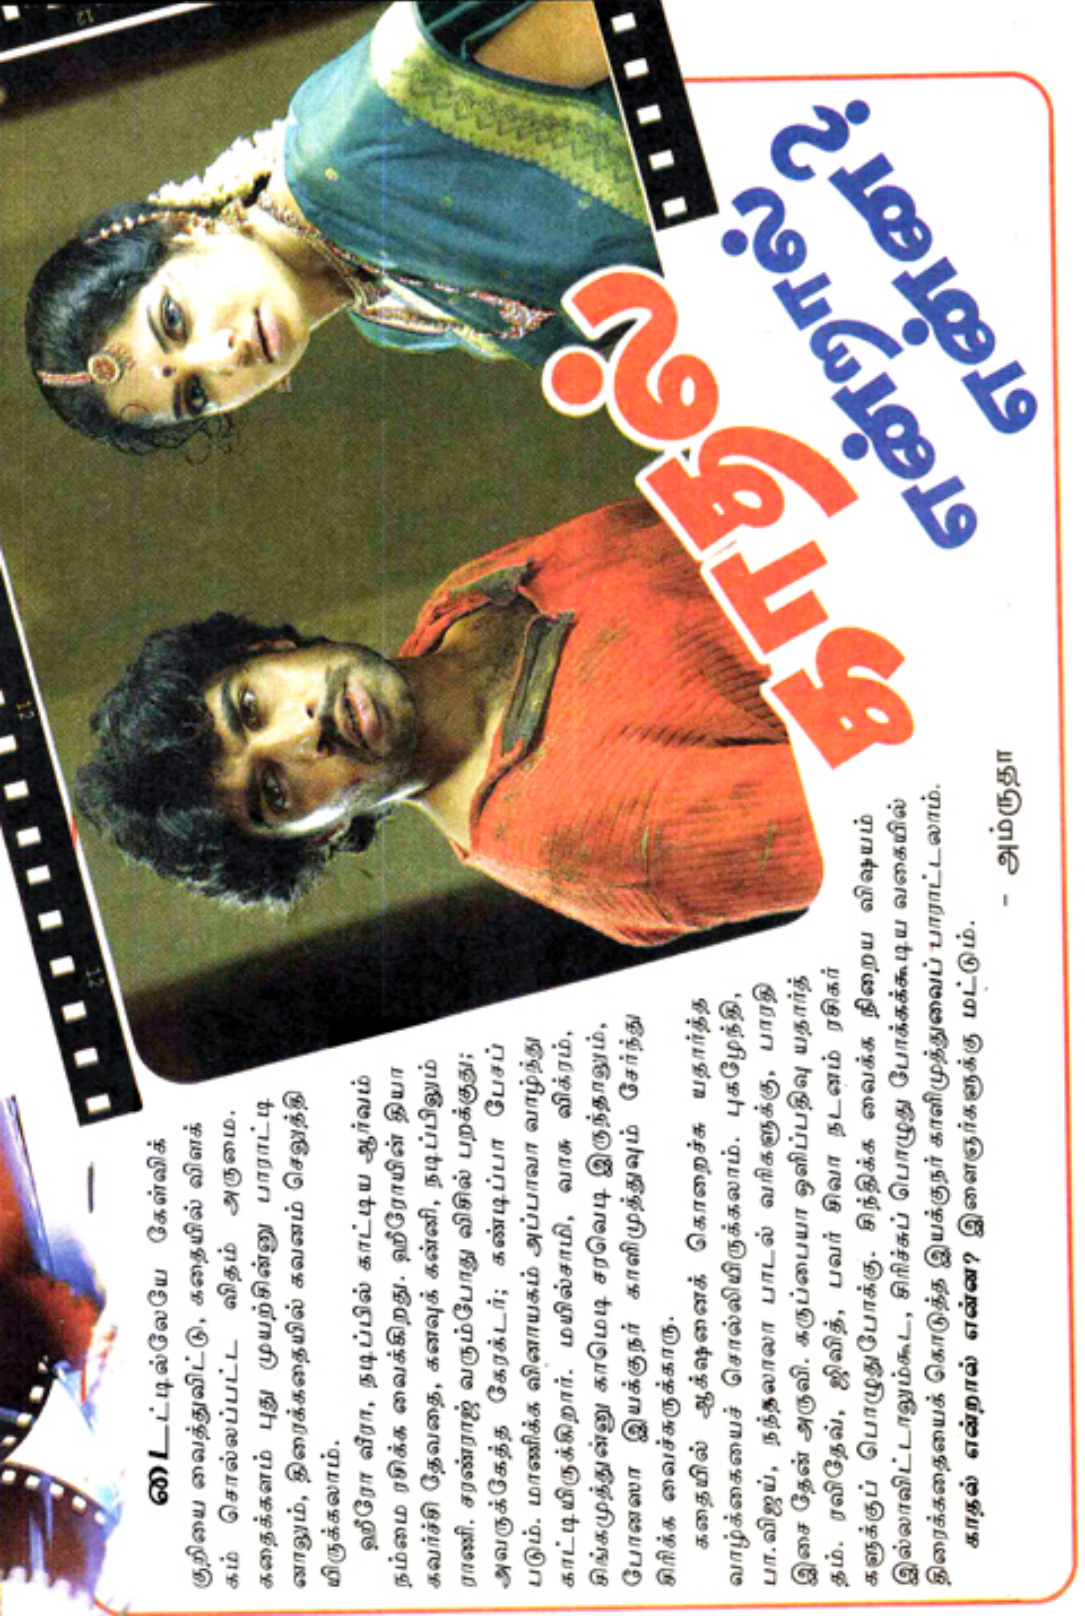 காதல்
என்றால்
என்ன?
டைட்டில்லேயே கேள்விக்
குறியை வைத்துவிட்டு, கதையில் விளக்
கம் சொல்லப்பட்ட விதம் அருமை.
கதைக்களம் புது முயற்சின்னு பாராட்டி
னாலும், திரைக்கதையில் கவனம் செலுத்தி
யிருக்கலாம்.
ஹீரோ வீரா, நடிப்பில் காட்டிய ஆர்வம்
நம்மை ரசிக்க வைக்கிறது. ஹீரோயின் தியா
கவர்ச்சி தேவதை, கனவுக் கன்னி, நடிப்பிலும்
ராணி. சரண்ராஜ் வரும்போது விசில் பறக்குது;
அவருக்கேத்த கேரக்டர்; கண்டிப்பா பேசப்
படும். மாணிக்க வினாயகம் அப்பாவா வாழ்ந்து
காட்டியிருக்கிறார். மயில்சாமி, வாசு விக்ரம்,
சிங்கமுத்துன்னு காமெடி சரவெடி இருந்தாலும்,
போனஸா இயக்குநர் காளிமுத்துவும் சேர்ந்து
சிரிக்க வைச்சுருக்காரு.
கதையில் ஆக்‌ஷனைக் கொறைச்சு யதார்த்த
வாழ்க்கையைச் சொல்லியிருக்கலாம். புகழேந்தி,
பா.விஜய், நந்தலாலா பாடல் வரிகளுக்கு, பாரதி
இசை தேன் அருவி. கருப்பையா ஒளிப்பதிவு யதார்த்
தம். ரவிதேவ், ஜிவித், பவர் சிவா நடனம் ரசிகர்
களுக்குப் பொழுதுபோக்கு. சிந்திக்க வைக்க நிறைய விஷயம்
இல்லாவிட்டாலும்கூட, சிரிச்சுப் பொழுது போக்கக்கூடிய வகையில்
திரைக்கதையைக் கொடுத்த இயக்குநர் காளிமுத்துவைப் பாராட்டலாம்.
காதல் என்றால் என்ன? இளைஞர்களுக்கு மட்டும்.
– அம்ருதா
12
12
12